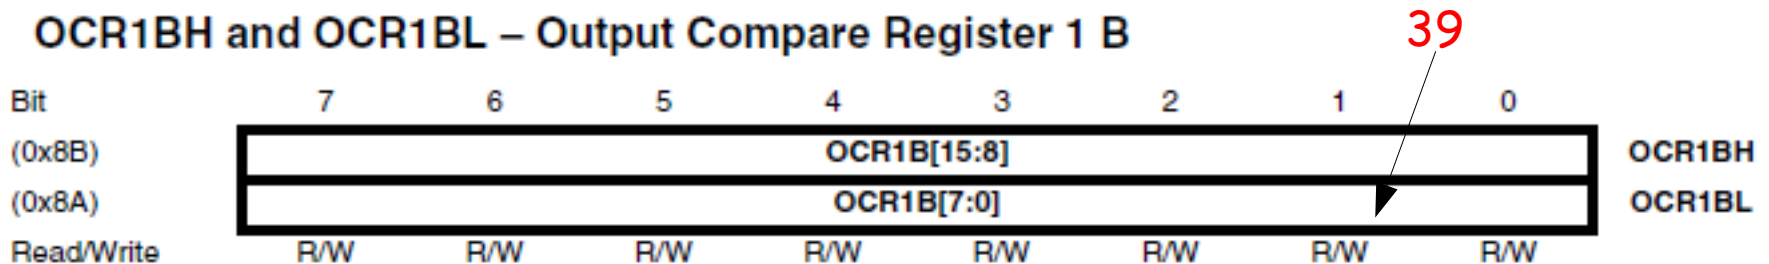 OCR1BH and OCR1BL – Output Compare Register 1 B 39
Bit 7 6 5 4 3 2 1 0
(0x8B) OCR1B[15:8] OCR1BH
(0x8A) OCR1B[7:0] OCR1BL
Read/Write R/W R/W R/W R/W R/W R/W R/W R/W